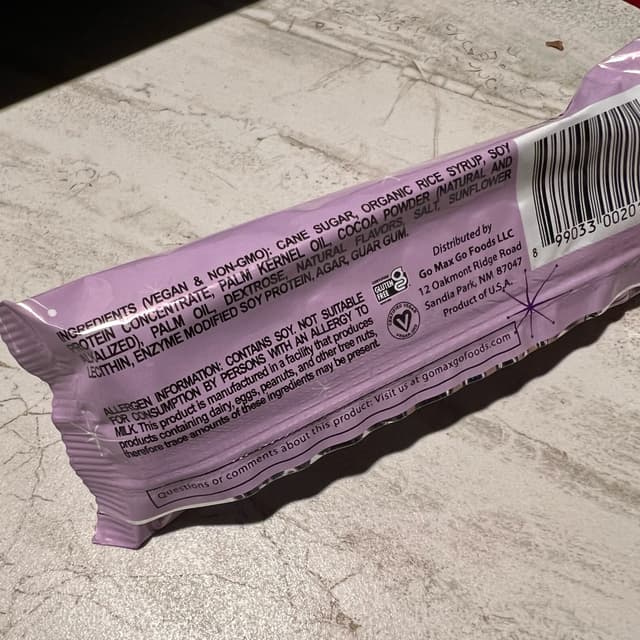 INGREDIENTS (VEGAN & NON-GMO): CANE SUGAR, ORGANIC RICE SYRUP, SOY
PROTEIN CONCENTRATE, PALM KERNEL OIL, COCOA POWDER (NATURAL AND
PALM OIL, DEXTROSE, NATURAL FLAVORS, SALT, SUNFLOWER
LECITHIN, ENZYME MODIFIED SOY PROTEIN, AGAR, GUAR GUM.
ALLERGEN INFORMATION: CONTAINS SOY. NOT SUITABLE
FOR CONSUMPTION BY PERSONS WITH AN ALLERGY TO
MILK. This product is manufactured in a facility that produces
products containing dairy, eggs, peanuts, and other tree nuts,
therefore trace amounts of these ingredients may be present.
GLUTEN
FREE
Distributed by
Go Max Go Foods LLC
12 Oakmont Ridge Road
Sandia Park, NM 87047
Product of U.S.A.
8 99033 0020
Questions or comments about this product: Visit us at gomaxgofoods.com